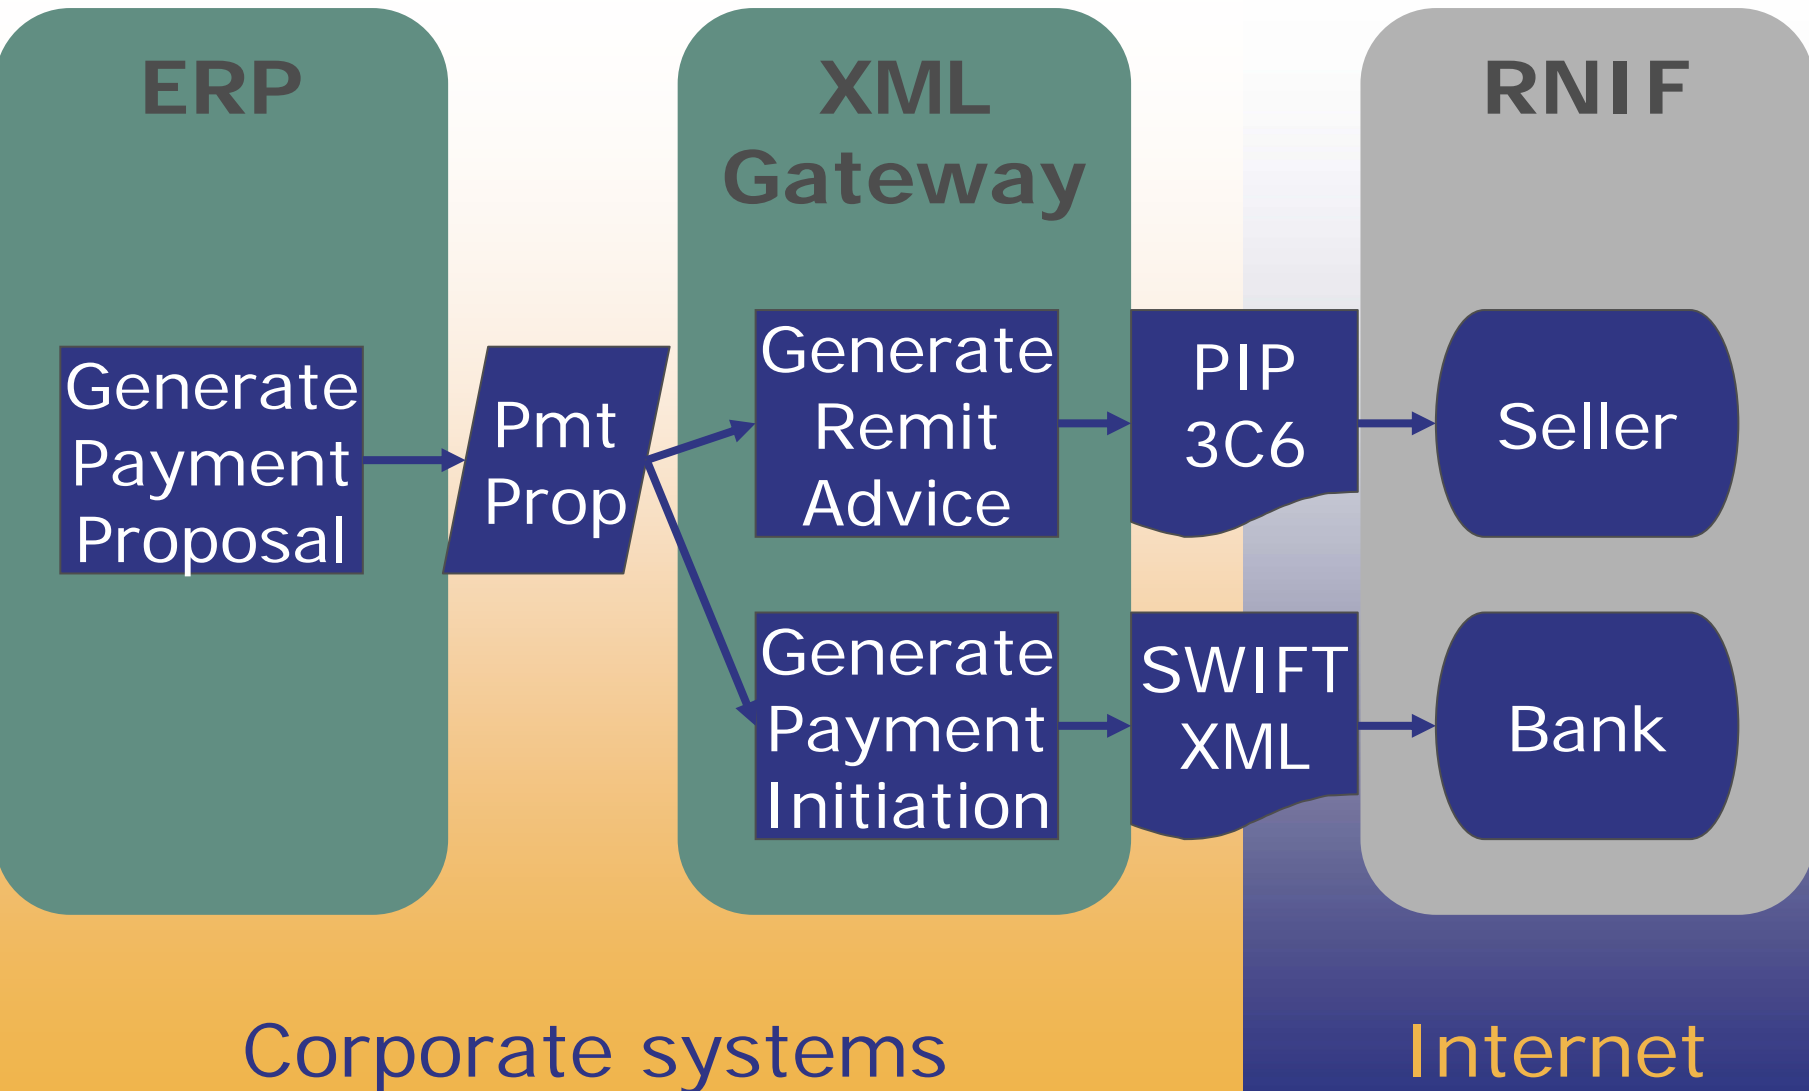 ERP
XML
Gateway
RNIF
Generate
Payment
Proposal
Pmt
Prop
Generate
Remit
Advice
PIP
3C6
Seller
Generate
Payment
Initiation
SWIFT
XML
Bank
Corporate systems
Internet